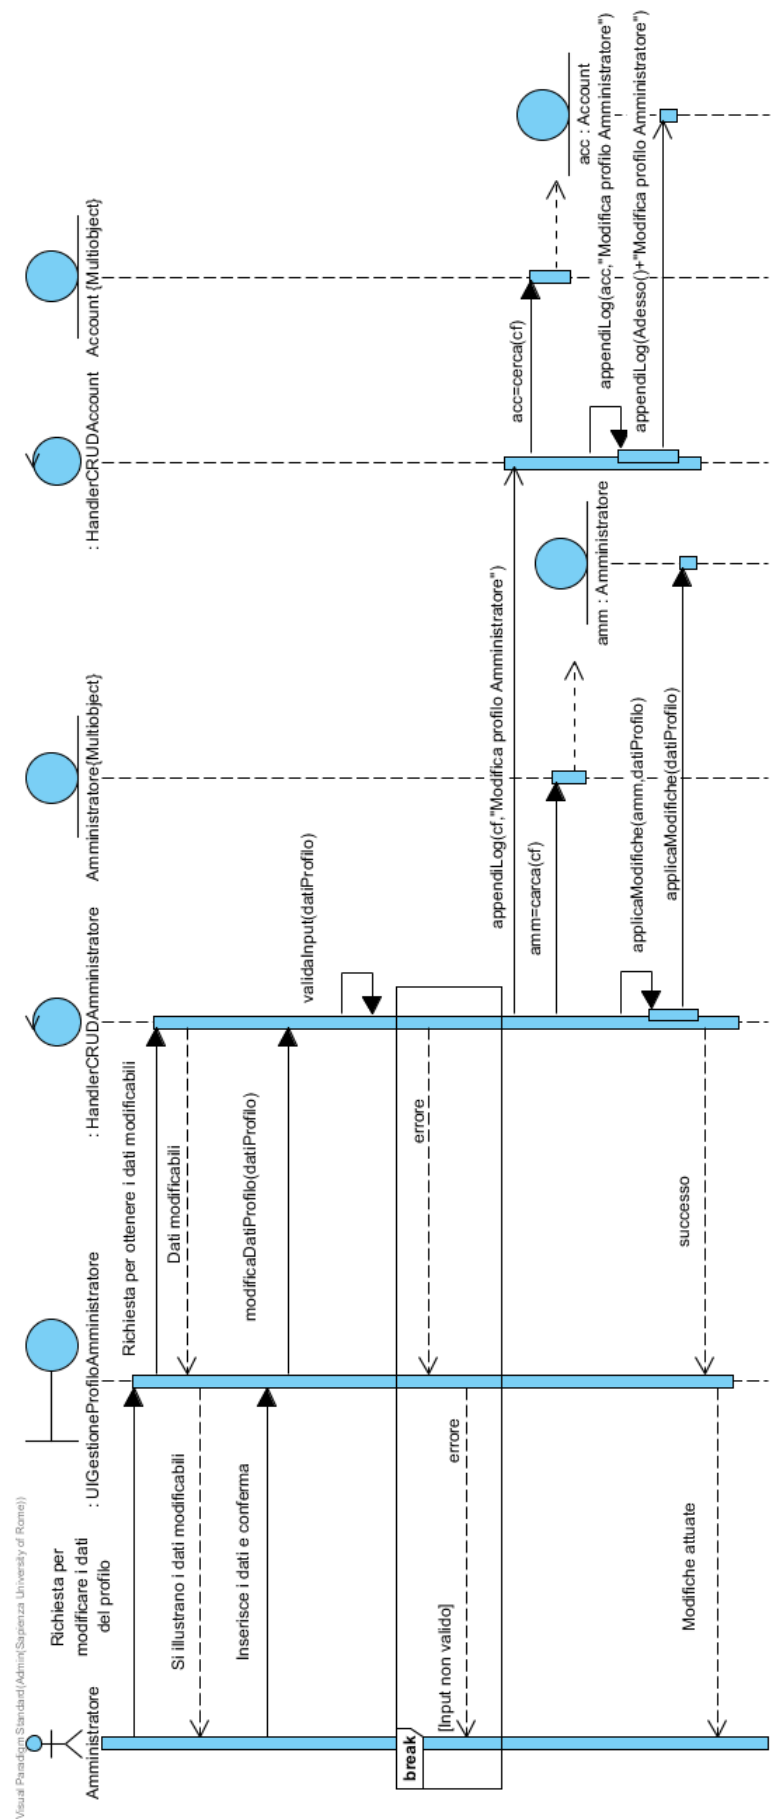 Visual Paradigm Standard(Admin(Sapienza University of Rome))
Amministratore
: UIGestioneProfiloAmministratore
: HandlerCRUDAmministratore
Amministratore{Multiobject}
: HandlerCRUDAccount
Account{Multiobject}
Richiesta per
modificare i dati
del profilo
Richiesta per ottenere i dati modificabili
Dati modificabili
Si illustrano i dati modificabili
Inserisce i dati e conferma
modificaDatiProfilo(datiProfilo)
validaInput(datiProfilo)
break
[Input non valido]
errore
errore
appendiLog(cf,"Modifica profilo Amministratore")
acc=cerca(cf)
amm=carca(cf)
acc : Account
amm : Amministratore
appendiLog(acc,"Modifica profilo Amministratore")
applicaModifiche(amm,datiProfilo)
appendiLog(Adesso()+"Modifica profilo Amministratore")
applicaModifiche(datiProfilo)
successo
Modifiche attuate